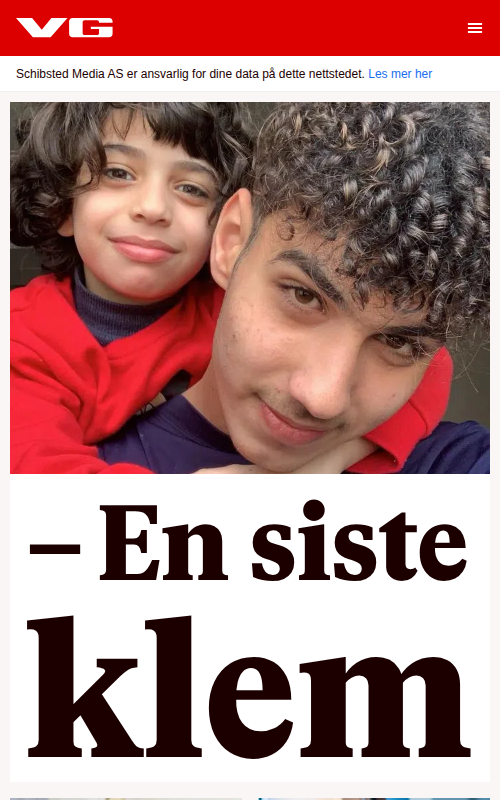 VG
Schibsted Media AS er ansvarlig for dine data på dette nettstedet. Les mer her
– En siste
klem